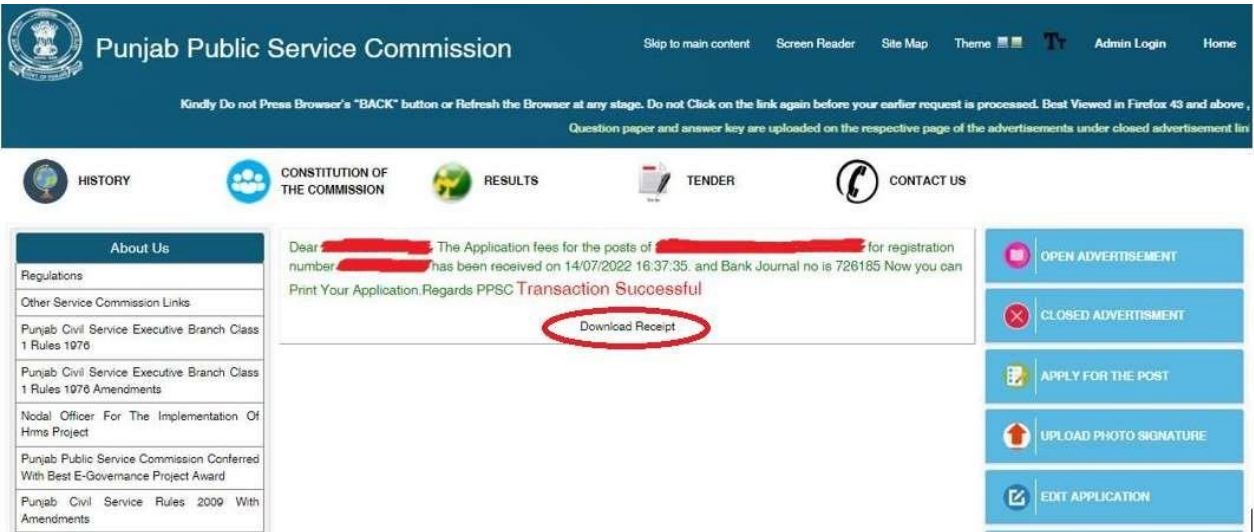 Punjab Public Service Commission
Skip to main content Screen Reader Site Map Theme TT Admin Login Home
Kindly Do not Press Browser's "BACK" button or Refresh the Browser at any stage. Do not Click on the link again before your earlier request is processed. Best Viewed in Firefox 43 and above ,
Question paper and answer key are uploaded on the respective page of the advertisements under closed advertisement lin
HISTORY
CONSTITUTION OF
THE COMMISSION
RESULTS
TENDER
CONTACT US
About Us
Regulations
Other Service Commission Links
Punjab Civil Service Executive Branch Class
1 Rules 1976
Punjab Civil Service Executive Branch Class
1 Rules 1976 Amendments
Nodal Officer For The Implementation Of
Hrms Project
Punjab Public Service Commission Conferred
With Best E-Governance Project Award
Punjab Civil Service Rules 2009 With
Amendments
Dear , The Application fees for the posts of for registration
number has been received on 14/07/2022 16:37:35. and Bank Journal no is 726185 Now you can
Print Your Application.Regards PPSC Transaction Successful
Download Receipt
OPEN ADVERTISEMENT
CLOSED ADVERTISMENT
APPLY FOR THE POST
UPLOAD PHOTO SIGNATURE
EDIT APPLICATION